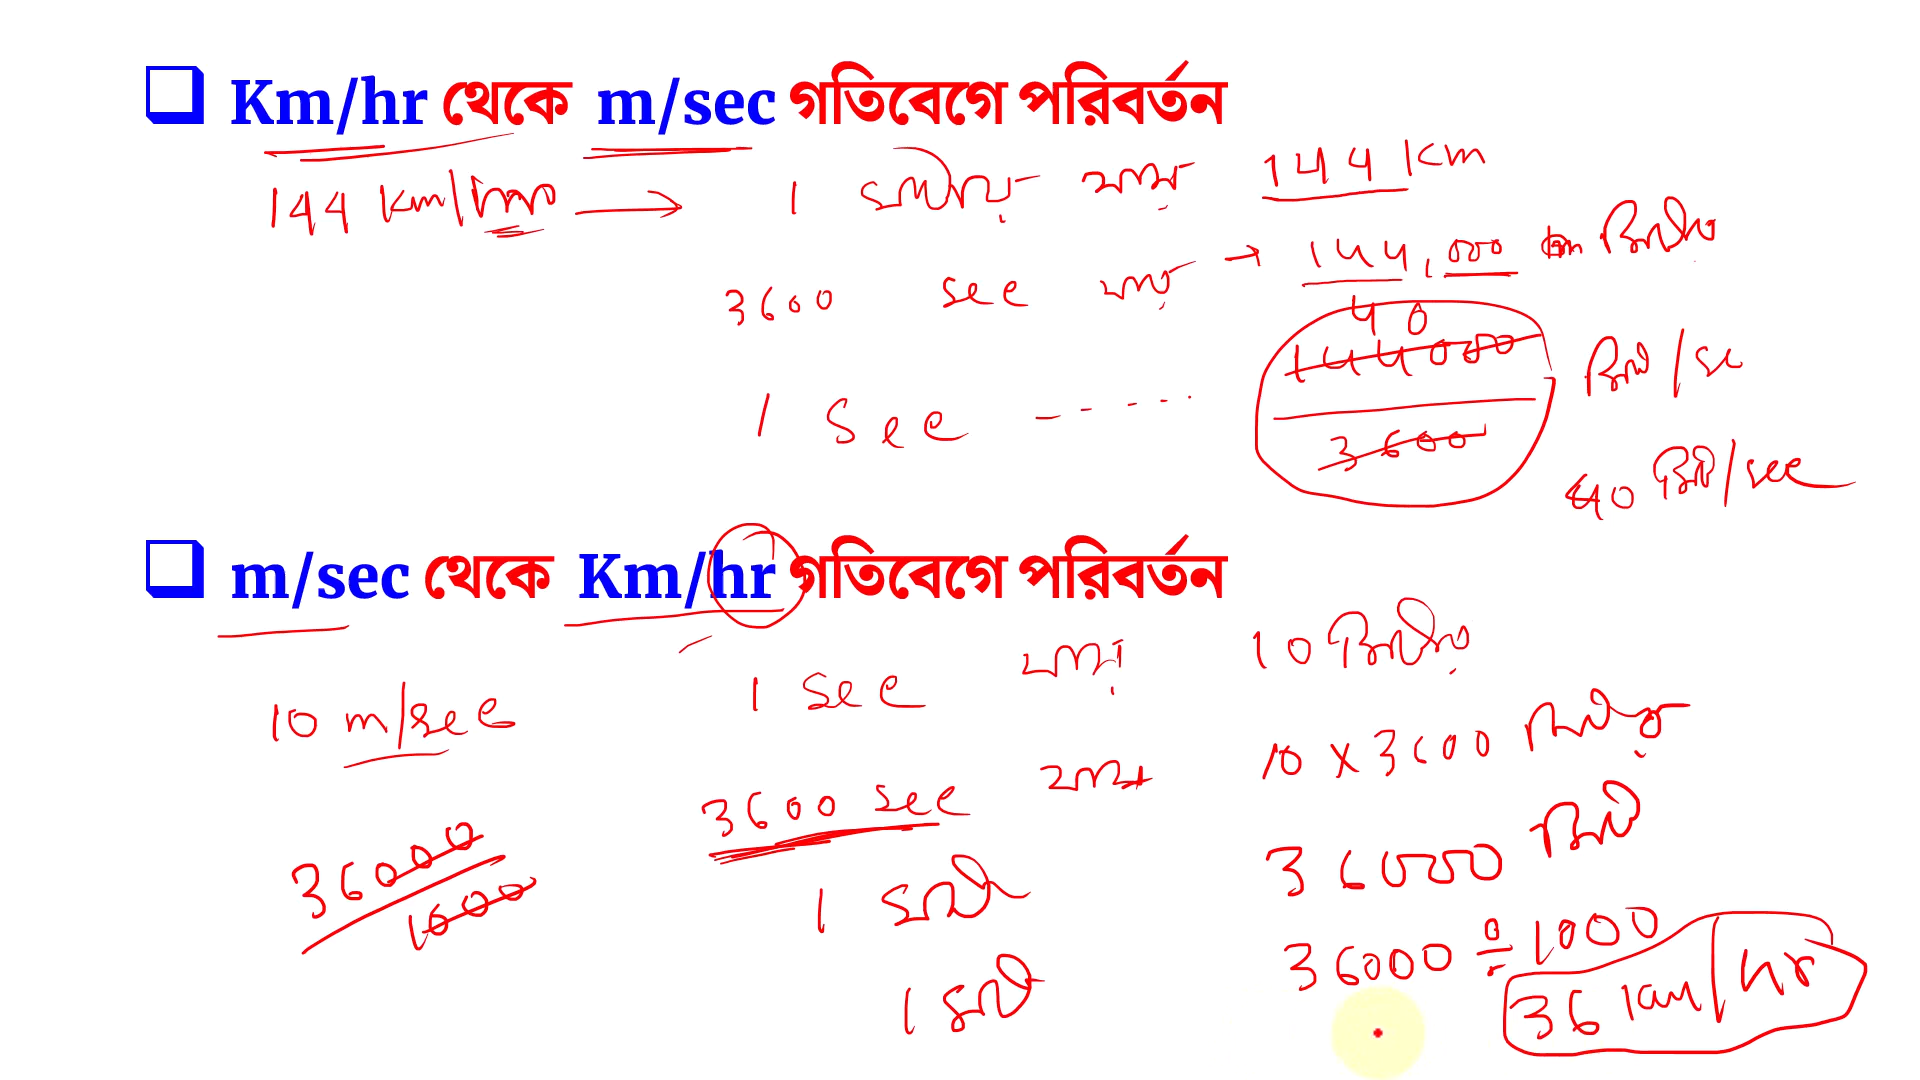 Km/hr থেকে m/sec গতিবেগে পরিবর্তন
144 Km/hr → 1 ঘন্টায় যায় 144 Km
3600 sec যায় → 144,000 মিটার
1 Sec - - - - - 144000 / 3600 মিটার/sec
40
40 মিটার/sec
m/sec থেকে Km/hr গতিবেগে পরিবর্তন
10 m/sec
1 sec যায় 10 মিটার
3600 sec যায় 10 x 3600 মিটার
1 ঘন্টা 36000 মিটার
36000 / 1000
1 ঘন্টা 36000 ÷ 1000
36 km/hr